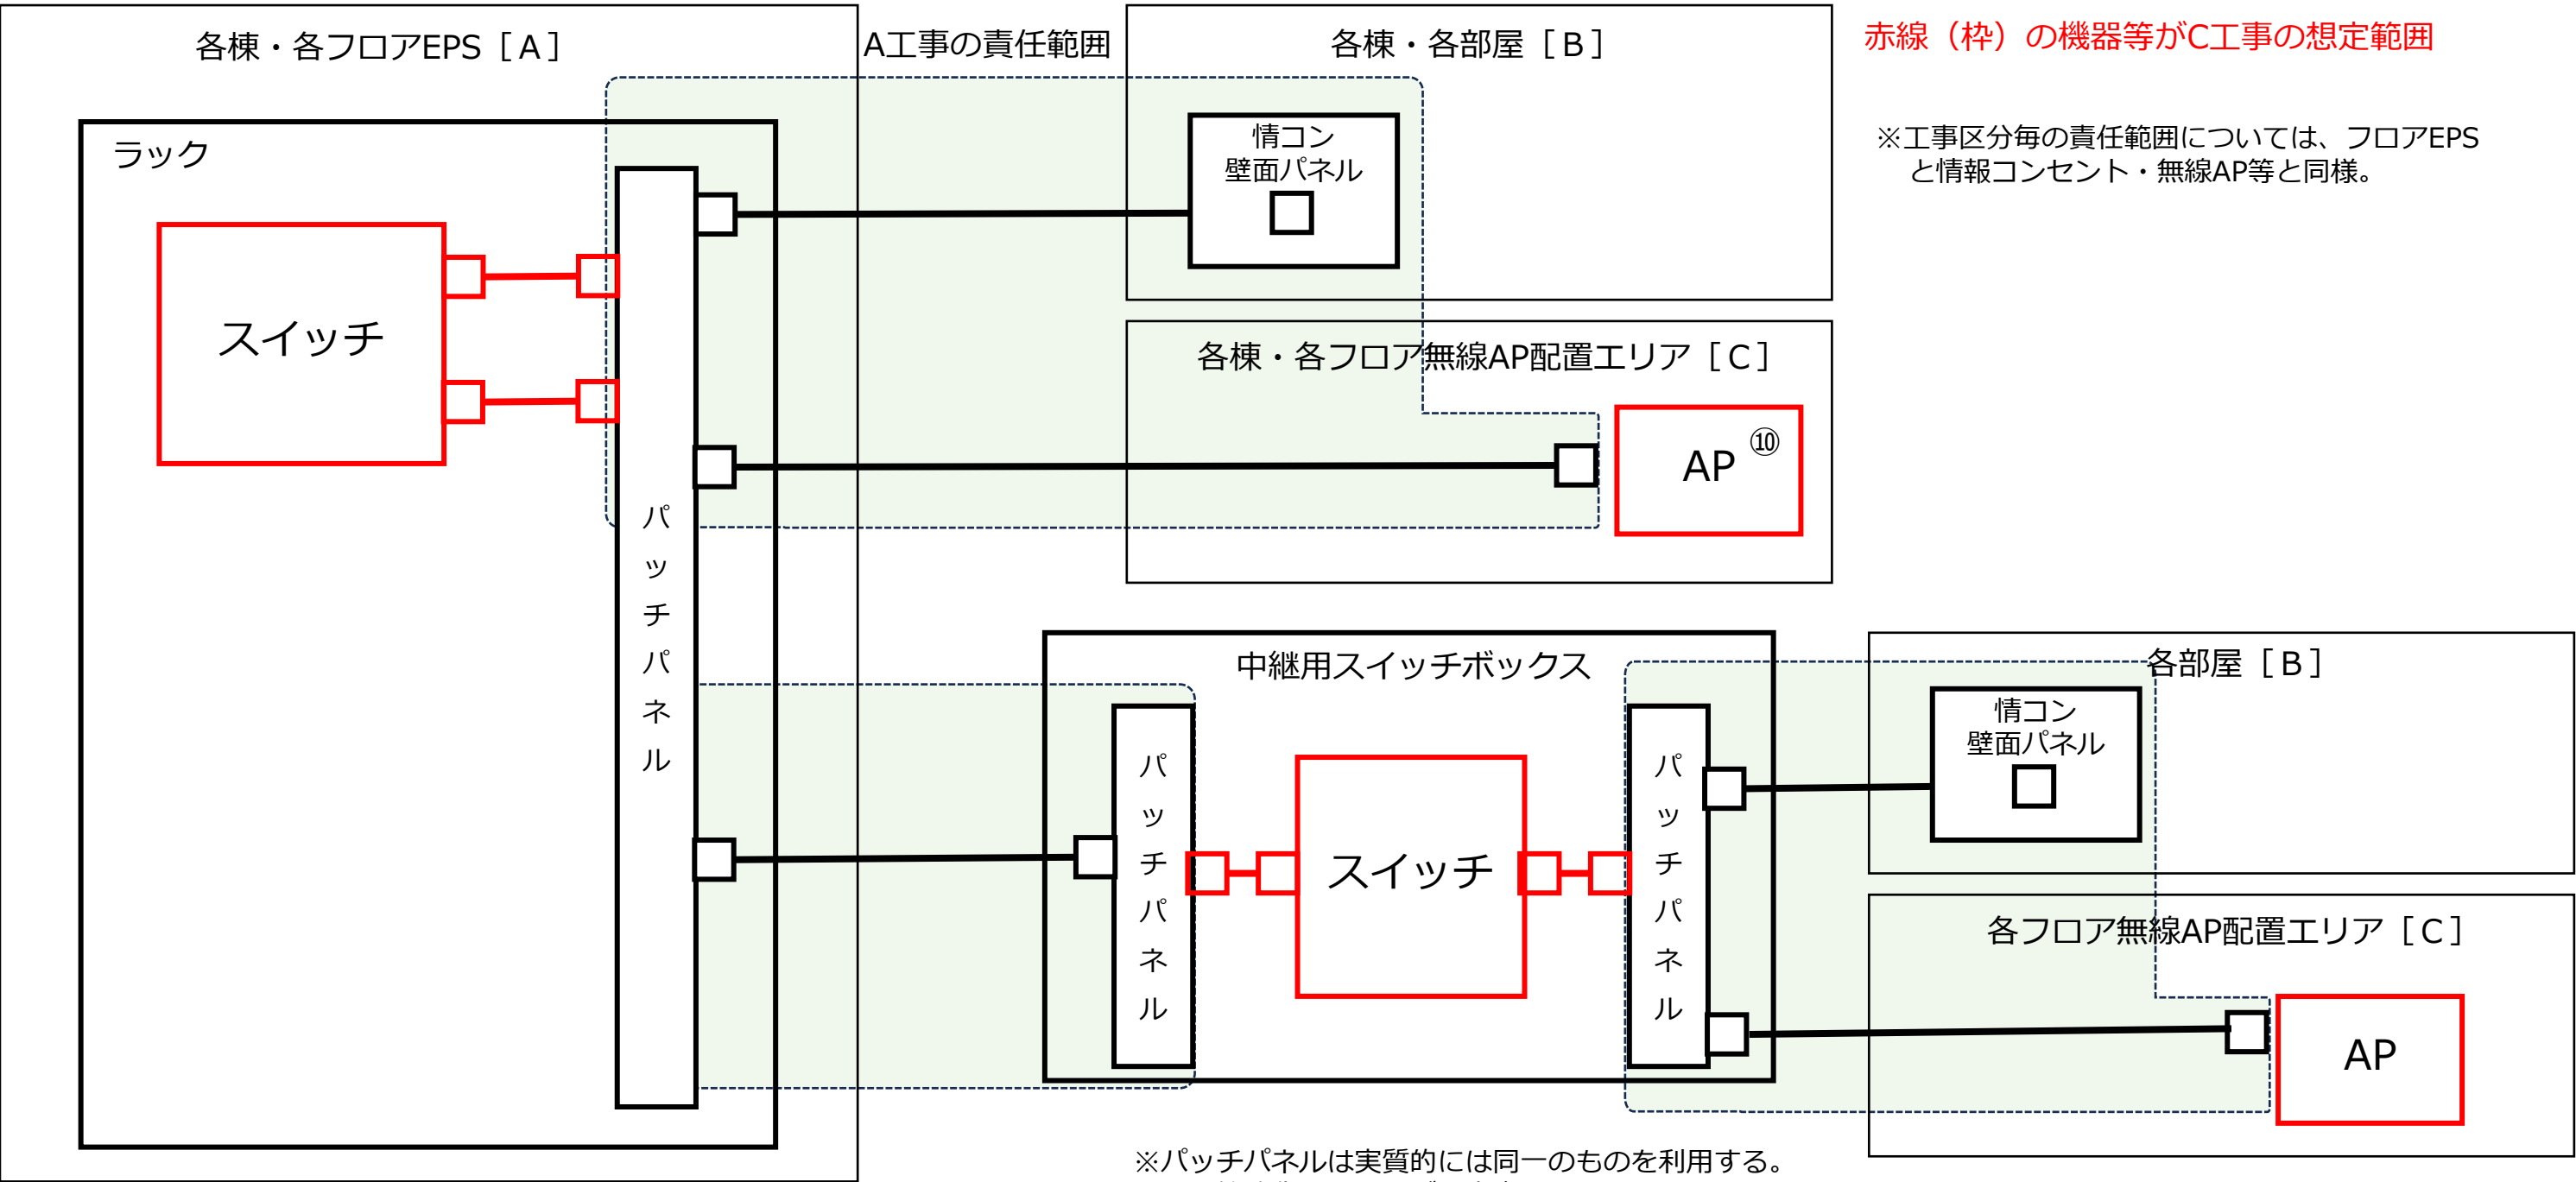 各棟・各フロアEPS［A］
A工事の責任範囲
各棟・各部屋［B］
赤線（枠）の機器等がC工事の想定範囲
※工事区分毎の責任範囲については、フロアEPS
と情報コンセント・無線AP等と同様。
ラック
情コン
壁面パネル
スイッチ
パッチパネル
各棟・各フロア無線AP配置エリア［C］
AP ⑩
中継用スイッチボックス
パッチパネル
スイッチ
パッチパネル
各部屋［B］
情コン
壁面パネル
各フロア無線AP配置エリア［C］
AP
※パッチパネルは実質的には同一のものを利用する。